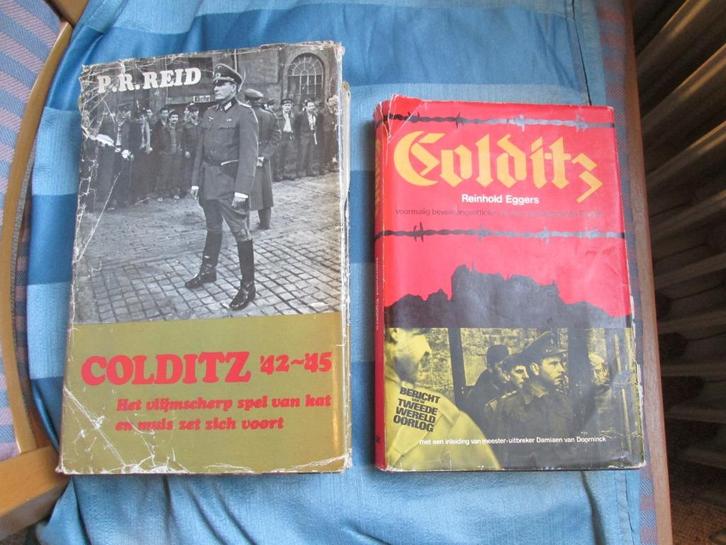 P.R. REID
COLDITZ '42~'45
Het vlijmscherp spel van kat
en muis zet zich voort
Colditz
Reinhold Eggers
voormalig
BERICHT
TWEEDE
WERELD
OORLOG
met een inleiding van meester-uitbreker Damiaen van Doorninck